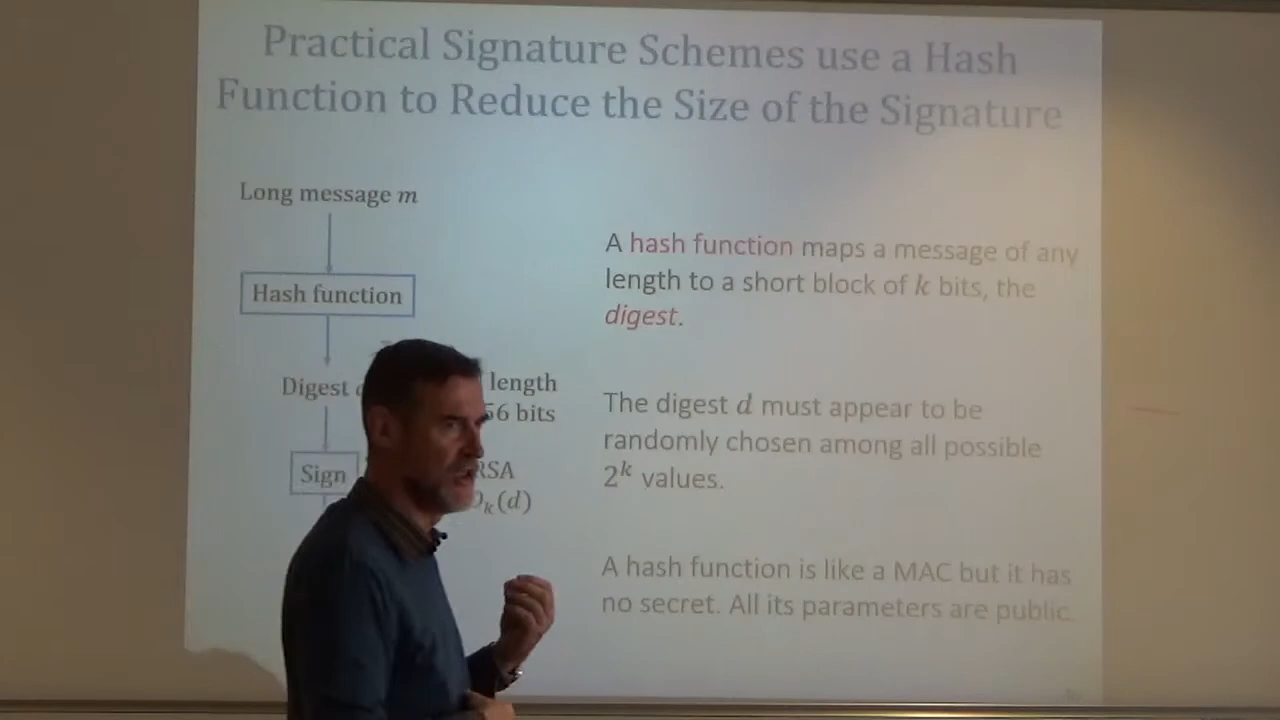 Practical Signature Schemes use a Hash
Function to Reduce the Size of the Signature
Long message m
Hash function
Digest
length
56 bits
Sign
RSA
k(d)
A hash function maps a message of any
length to a short block of k bits, the
digest.
The digest d must appear to be
randomly chosen among all possible
2^k values.
A hash function is like a MAC but it has
no secret. All its parameters are public.